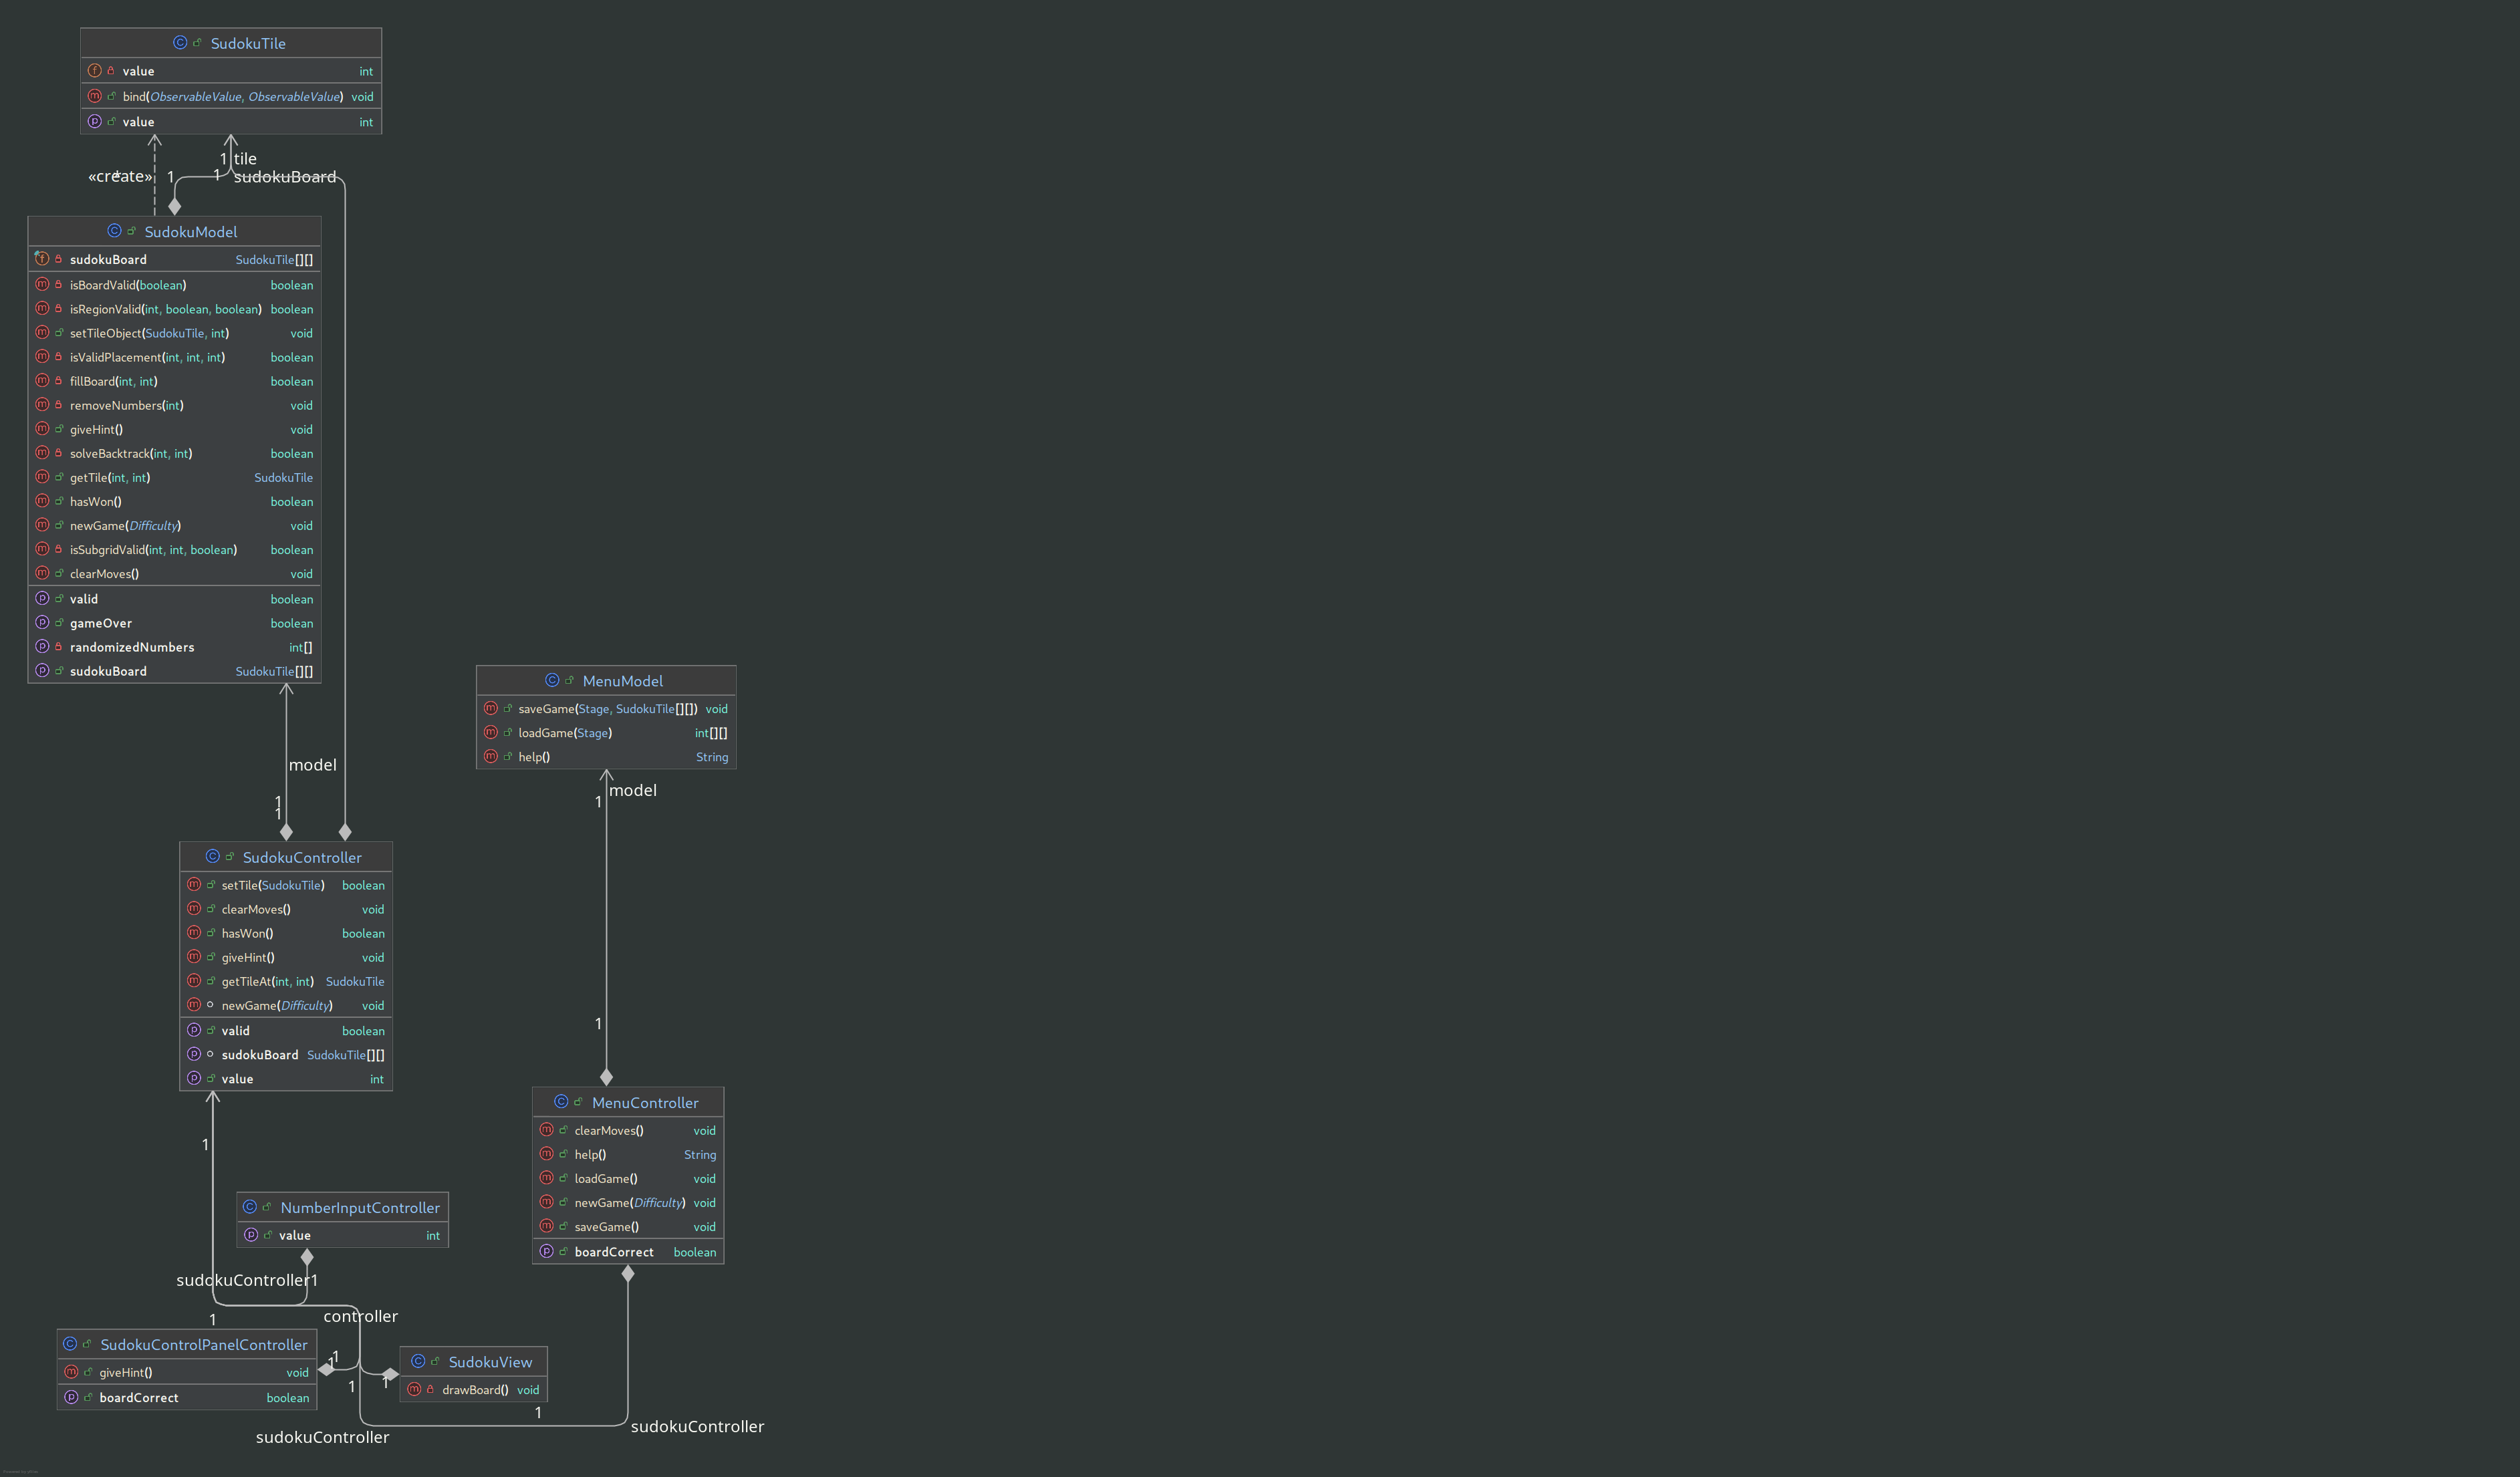 SudokuTile
value int
bind(ObservableValue, ObservableValue) void
value int
1 tile
«create» 1 1 sudokuBoard
SudokuModel
sudokuBoard SudokuTile[][]
isBoardValid(boolean) boolean
isRegionValid(int, boolean, boolean) boolean
setTileObject(SudokuTile, int) void
isValidPlacement(int, int, int) boolean
fillBoard(int, int) boolean
removeNumbers(int) void
giveHint() void
solveBacktrack(int, int) boolean
getTile(int, int) SudokuTile
hasWon() boolean
newGame(Difficulty) void
isSubgridValid(int, int, boolean) boolean
clearMoves() void
valid boolean
gameOver boolean
randomizedNumbers int[]
sudokuBoard SudokuTile[][]
model
1
1
MenuModel
saveGame(Stage, SudokuTile[][]) void
loadGame(Stage) int[][]
help() String
model
1
1
SudokuController
setTile(SudokuTile) boolean
clearMoves() void
hasWon() boolean
giveHint() void
getTileAt(int, int) SudokuTile
newGame(Difficulty) void
valid boolean
sudokuBoard SudokuTile[][]
value int
1
MenuController
clearMoves() void
help() String
loadGame() void
newGame(Difficulty) void
saveGame() void
boardCorrect boolean
NumberInputController
value int
sudokuController 1
controller
1
SudokuControlPanelController
giveHint() void
boardCorrect boolean
1
1
1
1
SudokuView
drawBoard() void
1
sudokuController
sudokuController